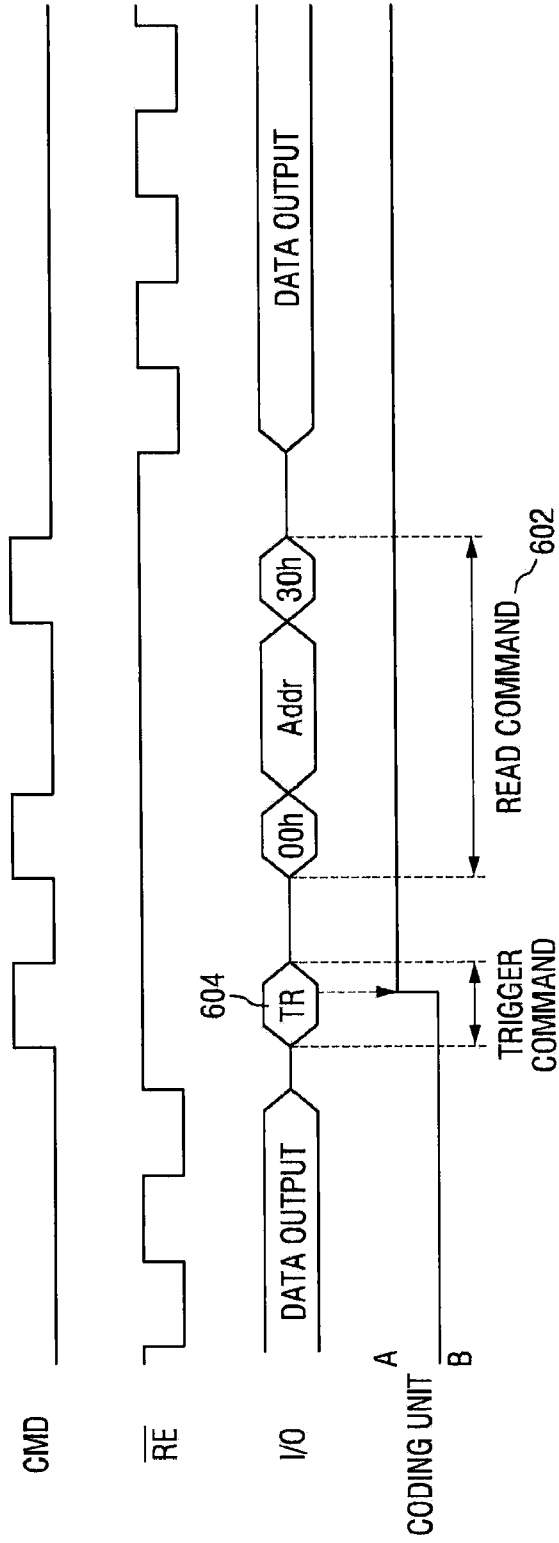 CMD
RE
I/O
DATA OUTPUT
604
TR
00h
Addr
30h
DATA OUTPUT
A
B
CODING UNIT
TRIGGER
COMMAND
READ COMMAND
602